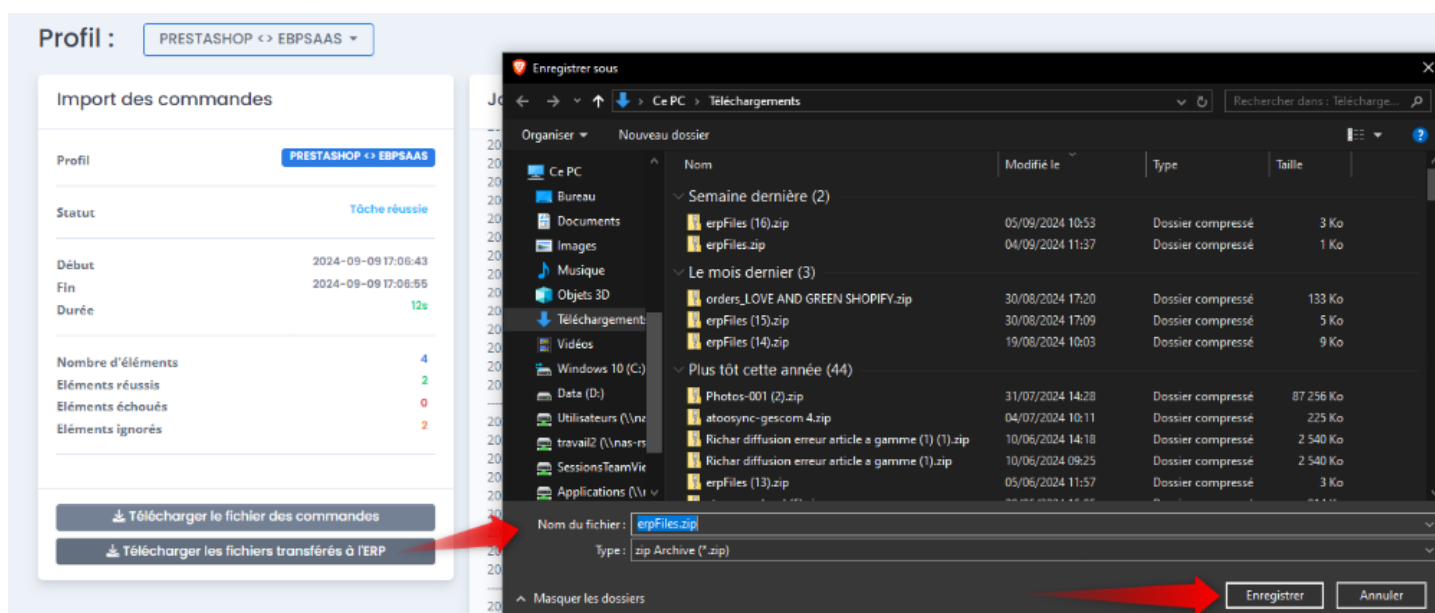 Profil :
PRESTASHOP <> EBPSAAS
Import des commandes
Profil
PRESTASHOP <> EBPSAAS
Statut
Tâche réussie
Début
2024-09-09 17:06:43
Fin
2024-09-09 17:06:55
Durée
12s
Nombre d'éléments
4
Eléments réussis
2
Eléments échoués
0
Eléments ignorés
2
Télécharger le fichier des commandes
Télécharger les fichiers transférés à l'ERP
Enregistrer sous
Ce PC > Téléchargements
Rechercher dans : Télécharge...
Organiser
Nouveau dossier
Ce PC
Bureau
Documents
Images
Musique
Objets 3D
Téléchargement
Vidéos
Windows 10 (C:)
Data (D:)
Utilisateurs (\\na
travail2 (\\nas-rs
SessionsTeamVie
Applications (\\
Nom Modifié le Type Taille
Semaine dernière (2)
erpFiles (16).zip 05/09/2024 10:53 Dossier compressé 3 Ko
erpFiles.zip 04/09/2024 11:37 Dossier compressé 1 Ko
Le mois dernier (3)
orders_LOVE AND GREEN SHOPIFY.zip 30/08/2024 17:20 Dossier compressé 133 Ko
erpFiles (15).zip 30/08/2024 17:09 Dossier compressé 5 Ko
erpFiles (14).zip 19/08/2024 10:03 Dossier compressé 9 Ko
Plus tôt cette année (44)
Photos-001 (2).zip 31/07/2024 14:28 Dossier compressé 87 256 Ko
atoosync-gescom 4.zip 04/07/2024 10:11 Dossier compressé 225 Ko
Richar diffusion erreur article a gamme (1) (1).zip 10/06/2024 14:18 Dossier compressé 2 540 Ko
Richar diffusion erreur article a gamme (1).zip 10/06/2024 09:25 Dossier compressé 2 540 Ko
erpFiles (13).zip 05/06/2024 11:57 Dossier compressé 3 Ko
Nom du fichier : erpFiles.zip
Type : zip Archive (*.zip)
Masquer les dossiers
Enregistrer
Annuler